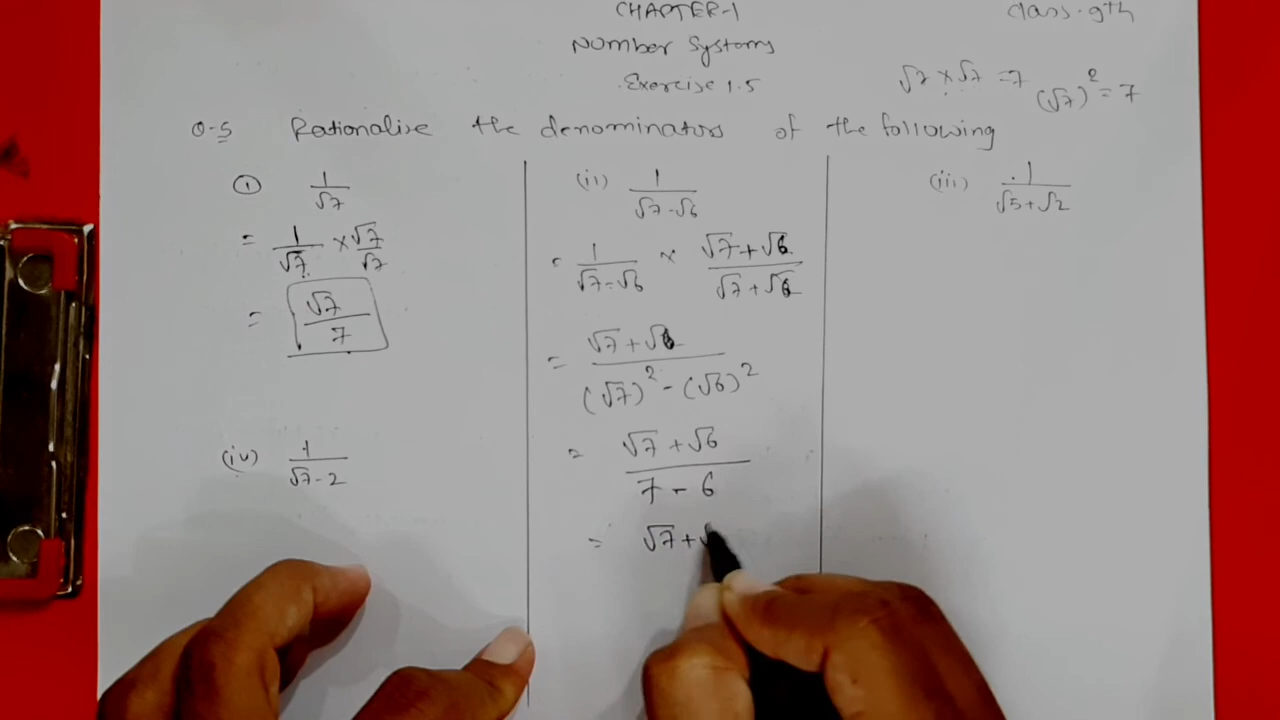 CHAPTER-1
Class-9th
Number Systems
Exercise 1.5
√7 × √7 = 7
(√7)² = 7
Q-5 Rationalise the denominators of the following
(i) 1/√7
= 1/√7 × √7/√7
= √7/7
(iv) 1/(√7-2)
(ii) 1/(√7-√6)
= 1/(√7-√6) × (√7+√6)/(√7+√6)
= (√7+√6)/((√7)²-(√6)²)
= (√7+√6)/(7-6)
= √7+√
(iii) 1/(√5+√2)